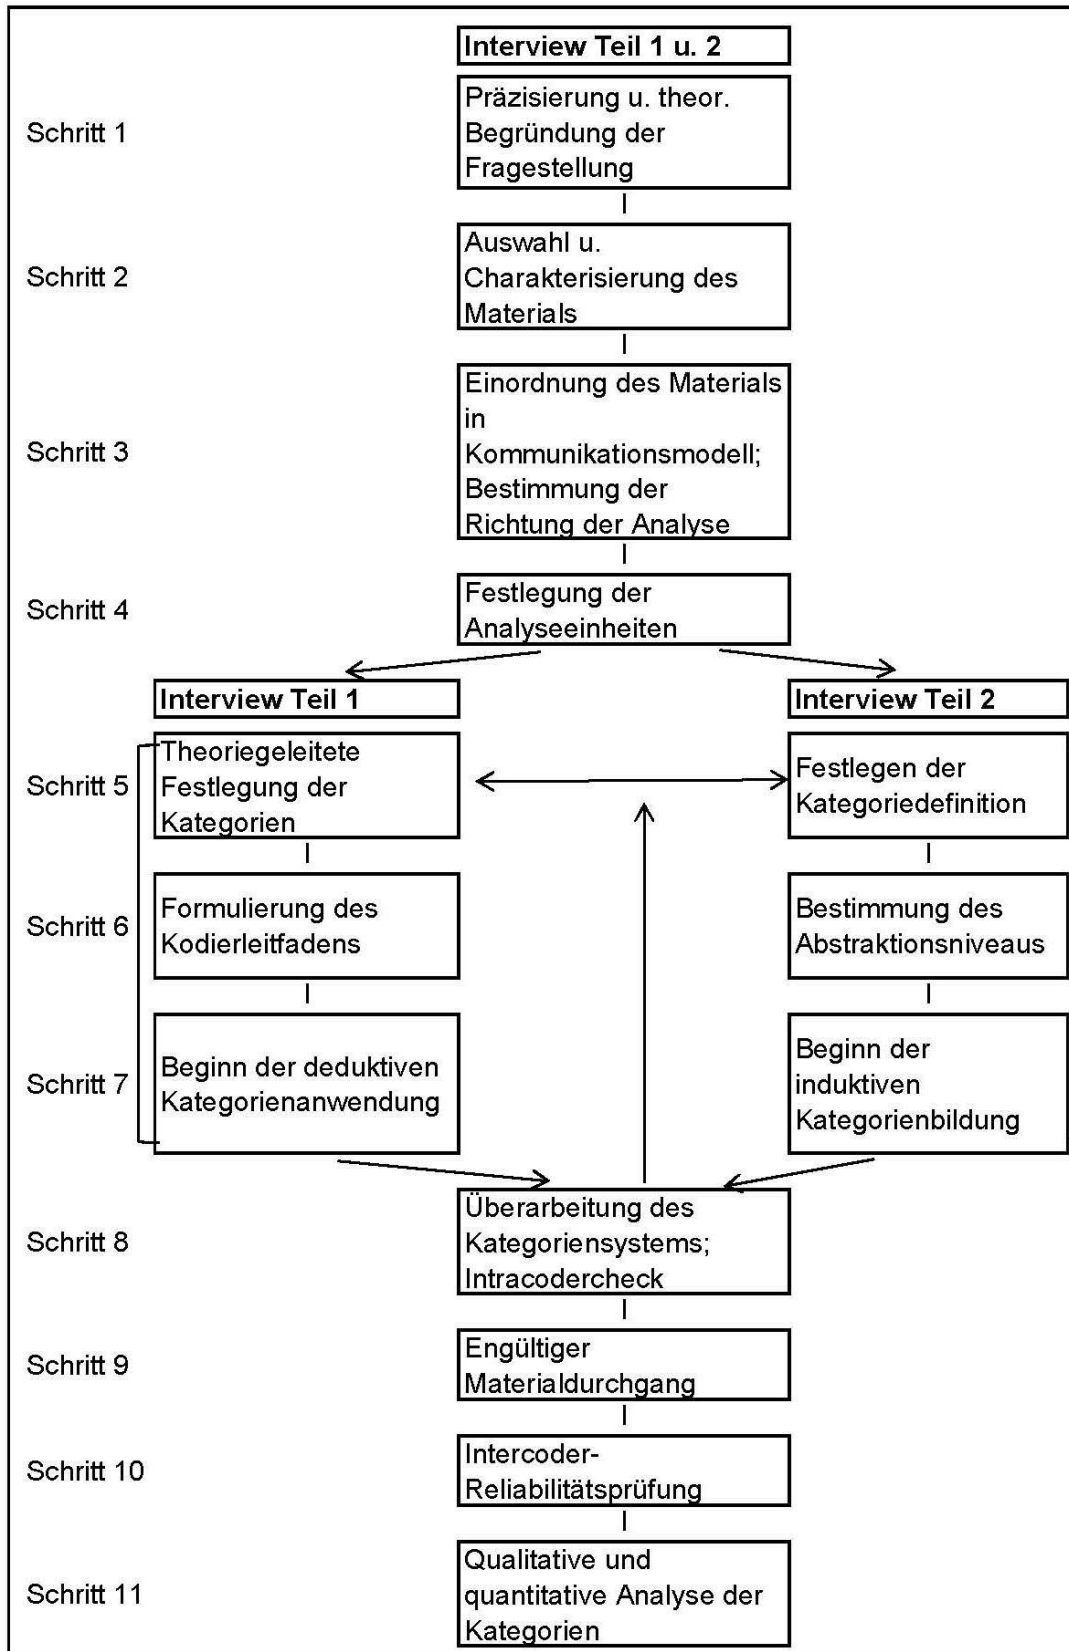 Interview Teil 1 u. 2
Schritt 1
Präzisierung u. theor.
Begründung der
Fragestellung
Schritt 2
Auswahl u.
Charakterisierung des
Materials
Schritt 3
Einordnung des Materials
in
Kommunikationsmodell;
Bestimmung der
Richtung der Analyse
Schritt 4
Festlegung der
Analyseeinheiten
Interview Teil 1
Interview Teil 2
Schritt 5
Theoriegeleitete
Festlegung der
Kategorien
Festlegen der
Kategoriedefinition
Schritt 6
Formulierung des
Kodierleitfadens
Bestimmung des
Abstraktionsniveaus
Schritt 7
Beginn der deduktiven
Kategorienanwendung
Beginn der
induktiven
Kategorienbildung
Schritt 8
Überarbeitung des
Kategoriensystems;
Intracodercheck
Schritt 9
Engültiger
Materialdurchgang
Schritt 10
Intercoder-
Reliabilitätsprüfung
Schritt 11
Qualitative und
quantitative Analyse der
Kategorien